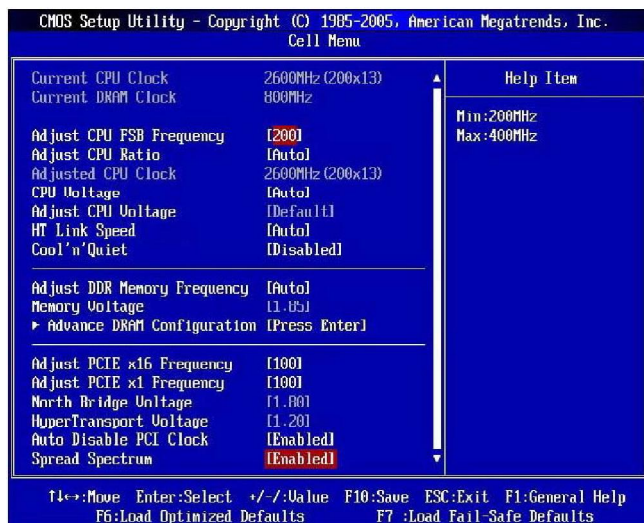 CMOS Setup Utility - Copyright (C) 1985-2005, American Megatrends, Inc.
Cell Menu
Current CPU Clock 2600MHz(200x13)
Current DRAM Clock 800MHz
Adjust CPU FSB Frequency [200]
Adjust CPU Ratio [Auto]
Adjusted CPU Clock 2600MHz(200x13)
CPU Voltage [Auto]
Adjust CPU Voltage [Default]
HT Link Speed [Auto]
Cool'n'Quiet [Disabled]
Adjust DDR Memory Frequency [Auto]
Memory Voltage [1.85]
Advance DRAM Configuration [Press Enter]
Adjust PCIE x16 Frequency [100]
Adjust PCIE x1 Frequency [100]
North Bridge Voltage [1.80]
HyperTransport Voltage [1.20]
Auto Disable PCI Clock [Enabled]
Spread Spectrum [Enabled]
Help Item
Min:200MHz
Max:400MHz
↑↓↔:Move Enter:Select +/-/:Value F10:Save ESC:Exit F1:General Help
F6:Load Optimized Defaults F7 :Load Fail-Safe Defaults